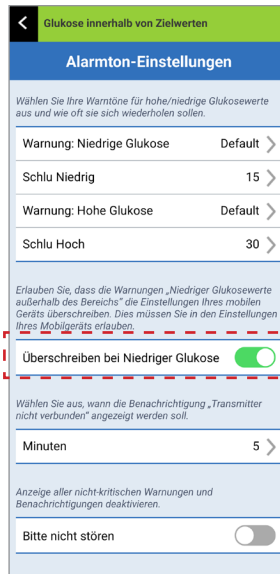 Glukose innerhalb von Zielwerten
Alarmton-Einstellungen
Wählen Sie Ihre Warntöne für hohe/niedrige Glukosewerte
aus und wie oft sie sich wiederholen sollen.
Warnung: Niedrige Glukose Default
Schlu Niedrig 15
Warnung: Hohe Glukose Default
Schlu Hoch 30
Erlauben Sie, dass die Warnungen „Niedriger Glukosewerte
außerhalb des Bereichs" die Einstellungen Ihres mobilen
Geräts überschreiben. Dies müssen Sie in den Einstellungen
Ihres Mobilgeräts erlauben.
Überschreiben bei Niedriger Glukose
Wählen Sie aus, wann die Benachrichtigung „Transmitter
nicht verbunden" angezeigt werden soll.
Minuten 5
Anzeige aller nicht-kritischen Warnungen und
Benachrichtigungen deaktivieren.
Bitte nicht stören